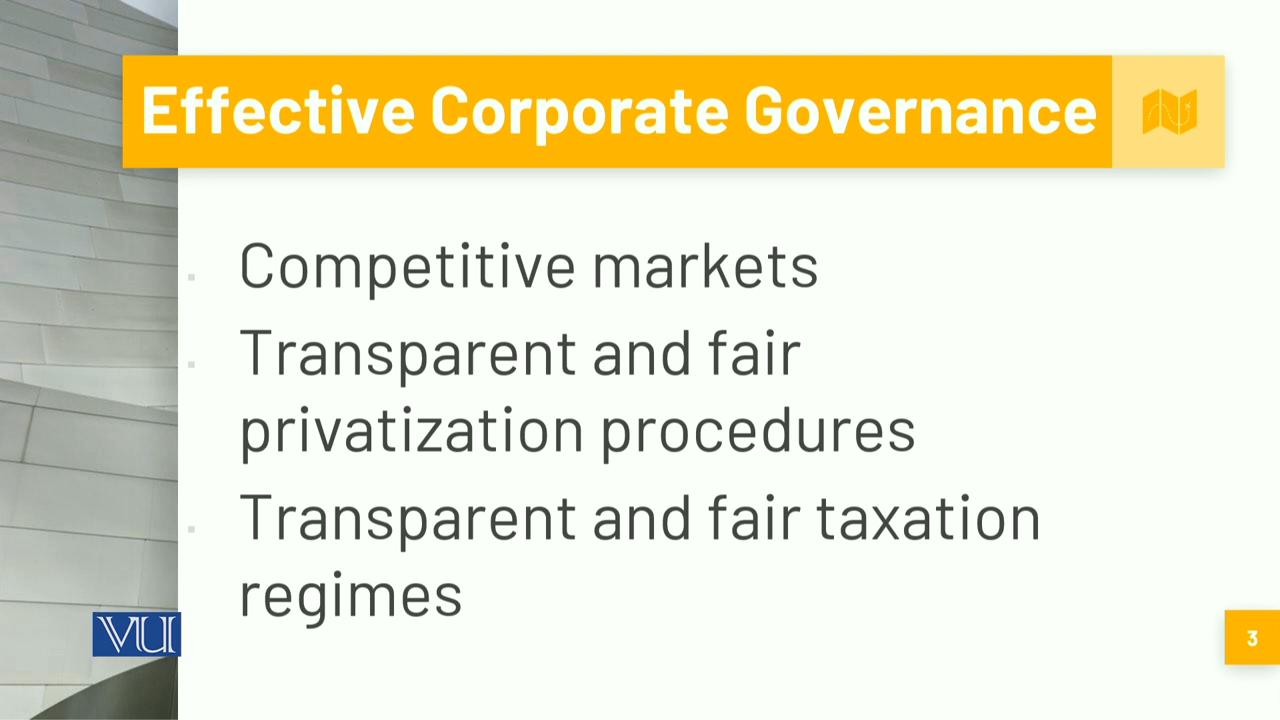 Effective Corporate Governance
Competitive markets
Transparent and fair
privatization procedures
Transparent and fair taxation
regimes
VU
3